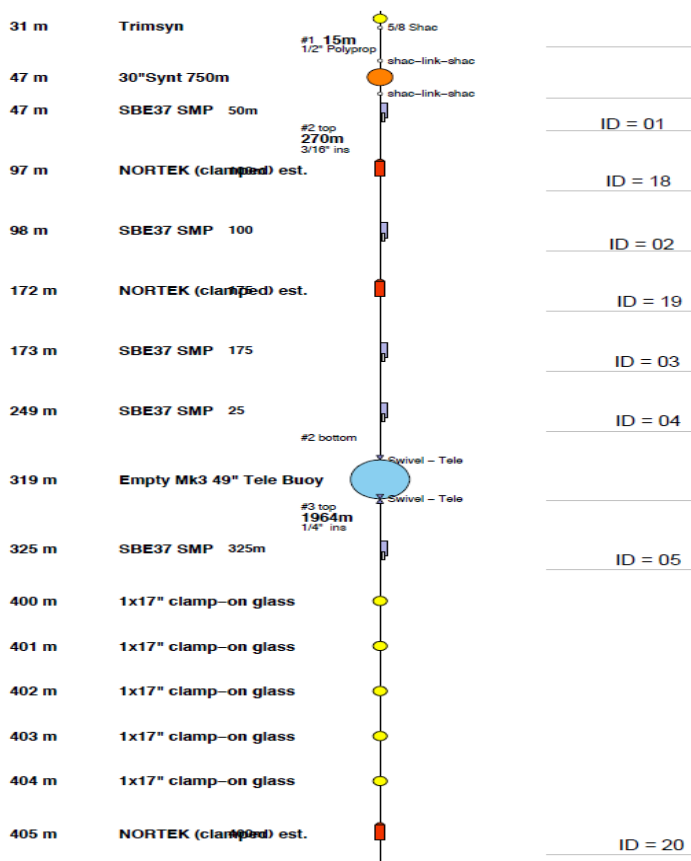 31 m Trimsyn 5/8 Shac
#1 15m
1/2" Polyprop
shac-link-shac
47 m 30"Synt 750m
shac-link-shac
47 m SBE37 SMP 50m
ID = 01
#2 top
270m
3/16" ins
97 m NORTEK (clamped) est.
ID = 18
98 m SBE37 SMP 100
ID = 02
172 m NORTEK (clamped) est.
ID = 19
173 m SBE37 SMP 175
ID = 03
249 m SBE37 SMP 25
ID = 04
#2 bottom
Swivel - Tele
319 m Empty Mk3 49" Tele Buoy
Swivel - Tele
#3 top
1964m
1/4" ins
325 m SBE37 SMP 325m
ID = 05
400 m 1x17" clamp-on glass
401 m 1x17" clamp-on glass
402 m 1x17" clamp-on glass
403 m 1x17" clamp-on glass
404 m 1x17" clamp-on glass
405 m NORTEK (clamped) est.
ID = 20